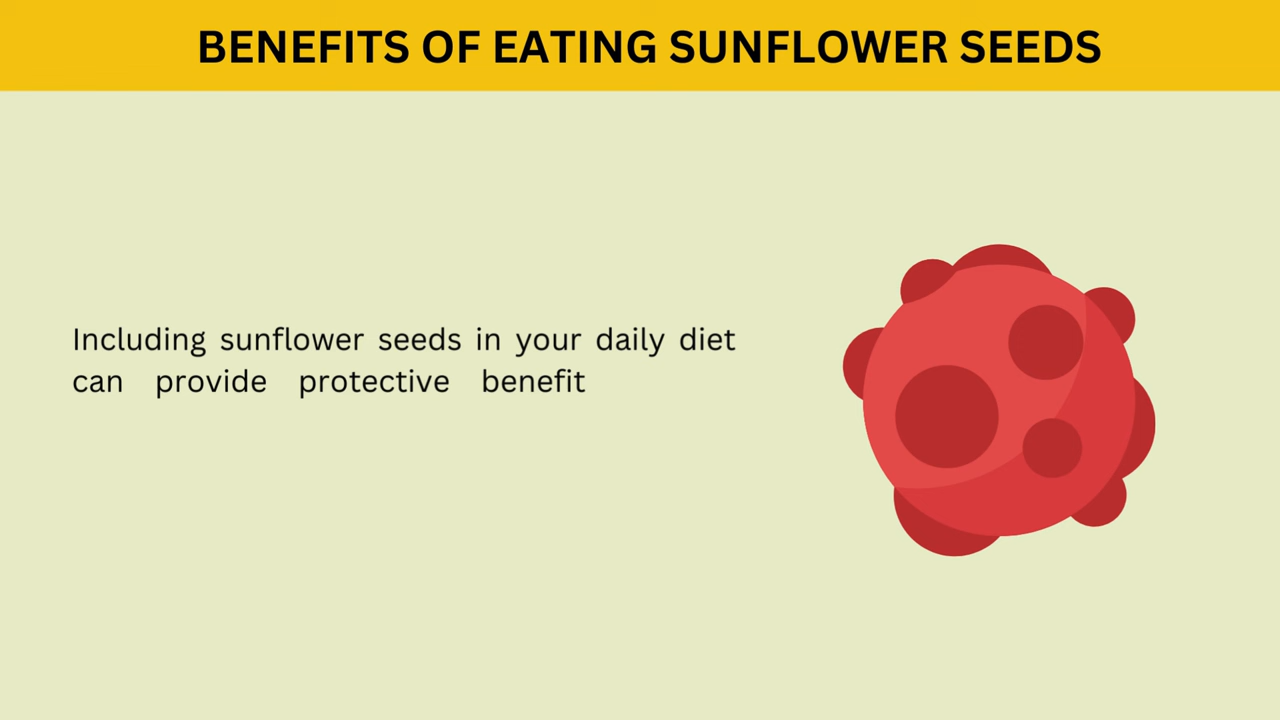 BENEFITS OF EATING SUNFLOWER SEEDS
Including sunflower seeds in your daily diet
can provide protective benefit